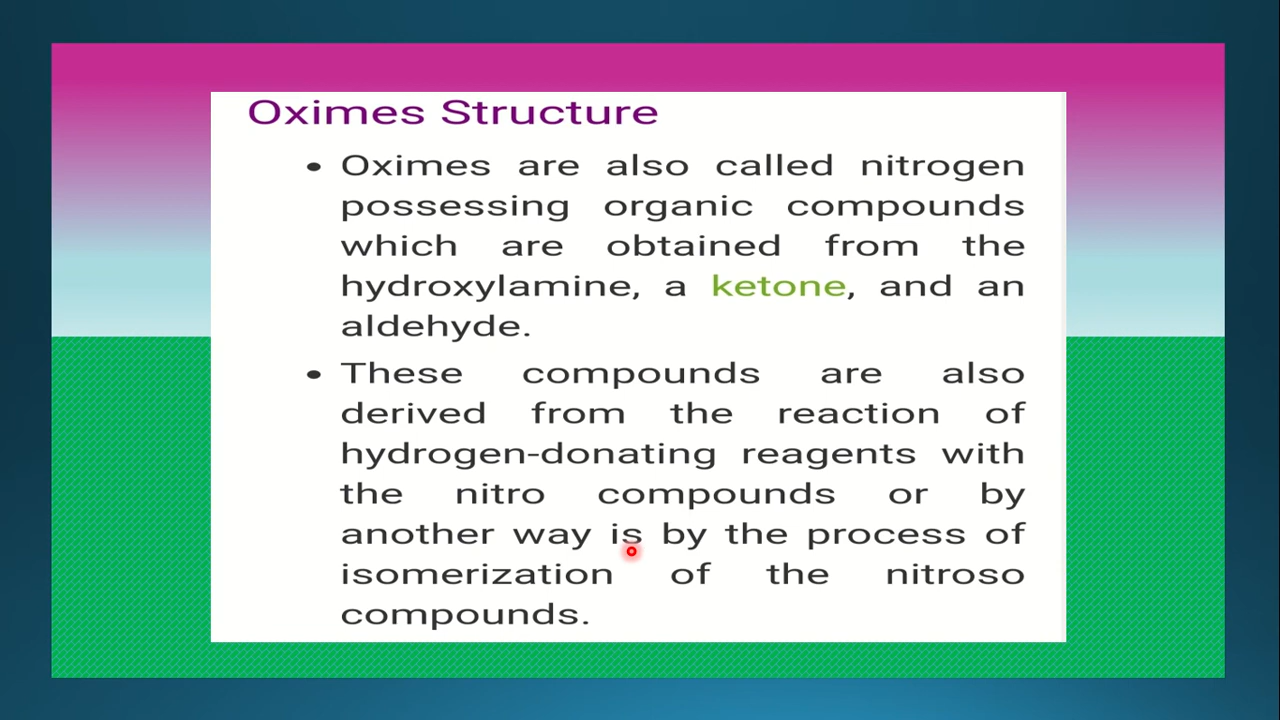 Oximes Structure
• Oximes are also called nitrogen
possessing organic compounds
which are obtained from the
hydroxylamine, a ketone, and an
aldehyde.
• These compounds are also
derived from the reaction of
hydrogen-donating reagents with
the nitro compounds or by
another way is by the process of
isomerization of the nitroso
compounds.